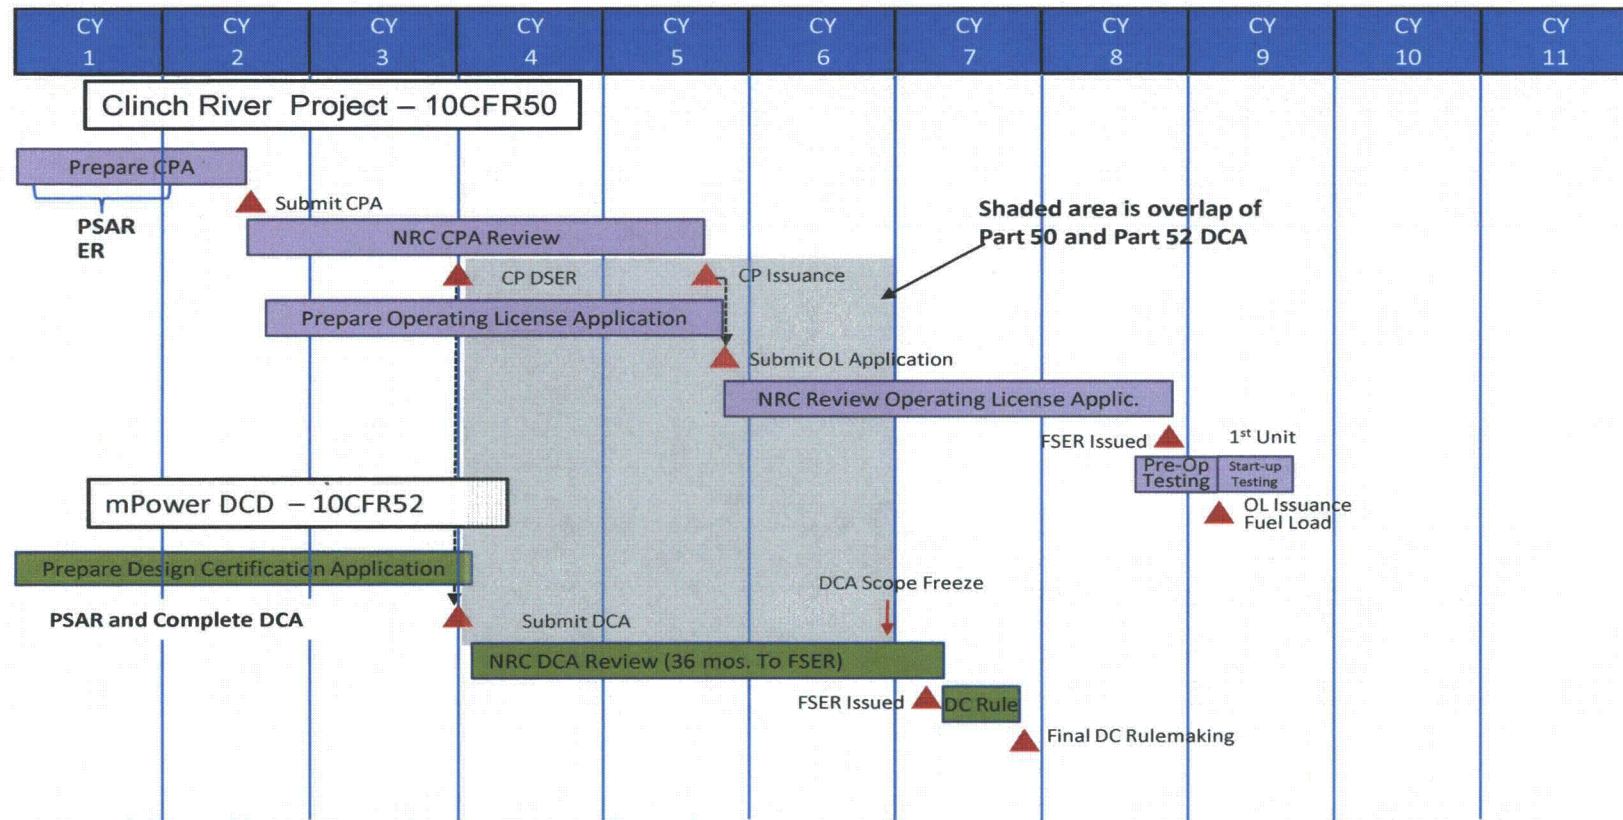 CY CY CY CY CY CY CY CY CY CY CY
1 2 3 4 5 6 7 8 9 10 11
Clinch River Project – 10CFR50
Prepare CPA
Submit CPA
PSAR
ER
NRC CPA Review
Shaded area is overlap of
Part 50 and Part 52 DCA
CP DSER
CP Issuance
Prepare Operating License Application
Submit OL Application
NRC Review Operating License Applic.
FSER Issued
1st Unit
Pre-Op
Testing
Start-up
Testing
OL Issuance
Fuel Load
mPower DCD – 10CFR52
Prepare Design Certification Application
DCA Scope Freeze
PSAR and Complete DCA
Submit DCA
NRC DCA Review (36 mos. To FSER)
FSER Issued
DC Rule
Final DC Rulemaking